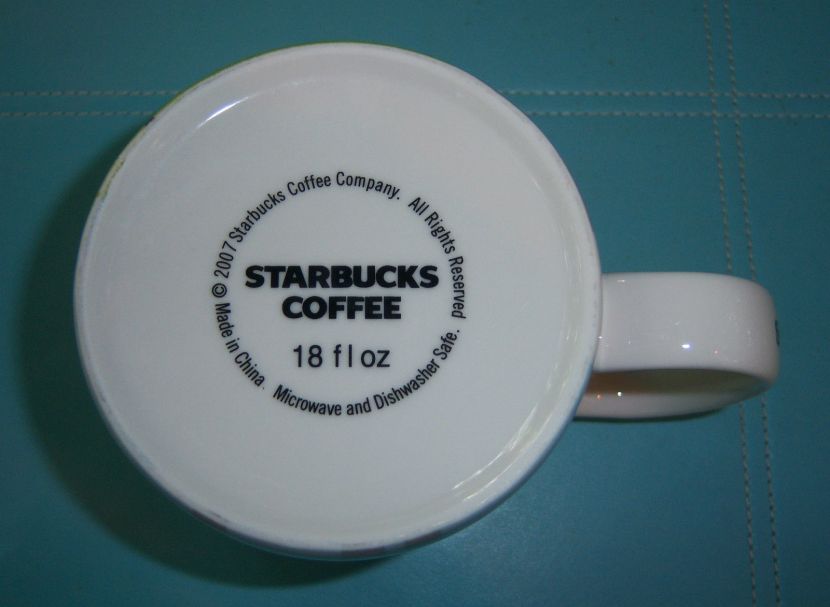 © 2007 Starbucks Coffee Company. All Rights Reserved
STARBUCKS
COFFEE
18 fl oz
Made in China. Microwave and Dishwasher Safe.